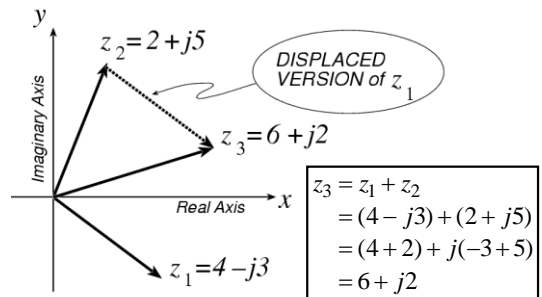 y
z₂=2+j5
DISPLACED
VERSION of z₁
Imaginary Axis
z₃=6+j2
Real Axis
x
z₁=4–j3
z₃ = z₁ + z₂
= (4 – j3) + (2 + j5)
= (4 + 2) + j(–3 + 5)
= 6 + j2